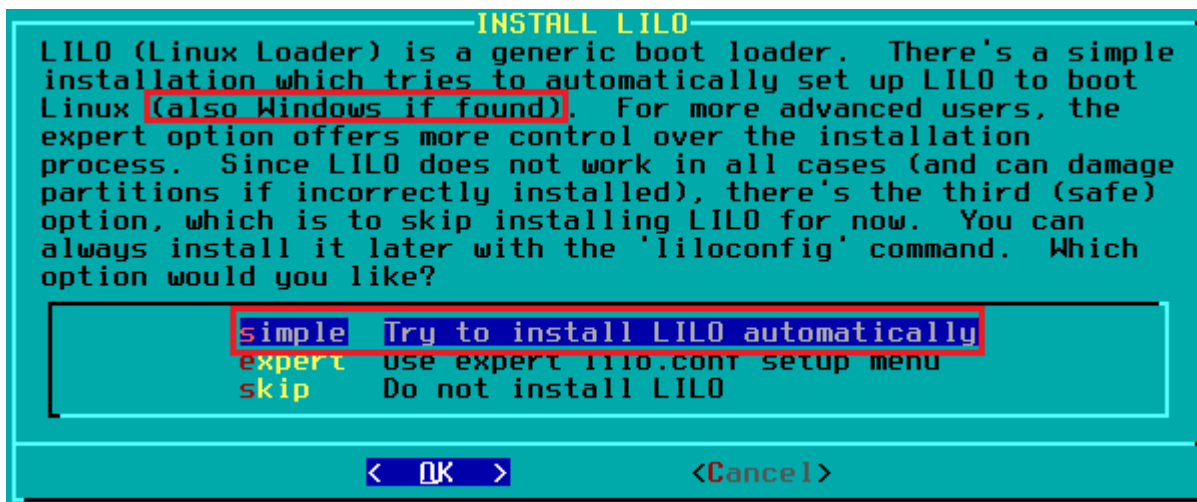 INSTALL LILO
LILO (Linux Loader) is a generic boot loader.  There's a simple
installation which tries to automatically set up LILO to boot
Linux (also Windows if found).  For more advanced users, the
expert option offers more control over the installation
process.  Since LILO does not work in all cases (and can damage
partitions if incorrectly installed), there's the third (safe)
option, which is to skip installing LILO for now.  You can
always install it later with the 'liloconfig' command.  Which
option would you like?
simple  Try to install LILO automatically
expert  Use expert lilo.conf setup menu
skip    Do not install LILO
<  OK  >  <Cancel>